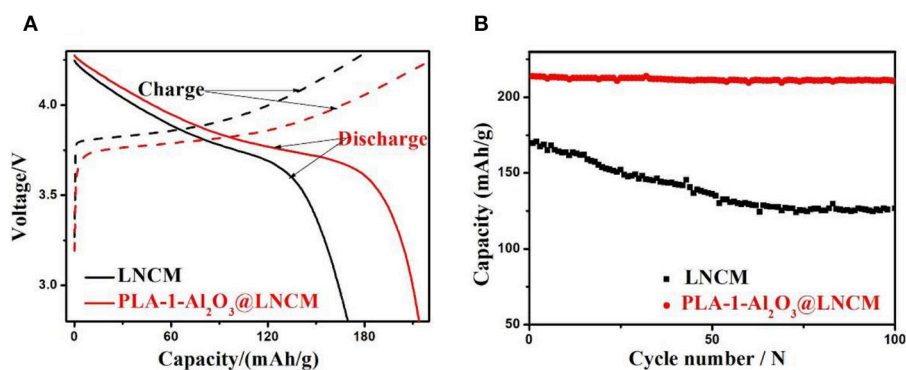 A
Voltage/V
4.0
3.5
3.0
Charge
Discharge
LNCM
PLA-1-Al₂O₃@LNCM
0
60
120
180
Capacity/(mAh/g)
B
Capacity (mAh/g)
200
150
100
50
LNCM
PLA-1-Al₂O₃@LNCM
0
50
100
Cycle number / N